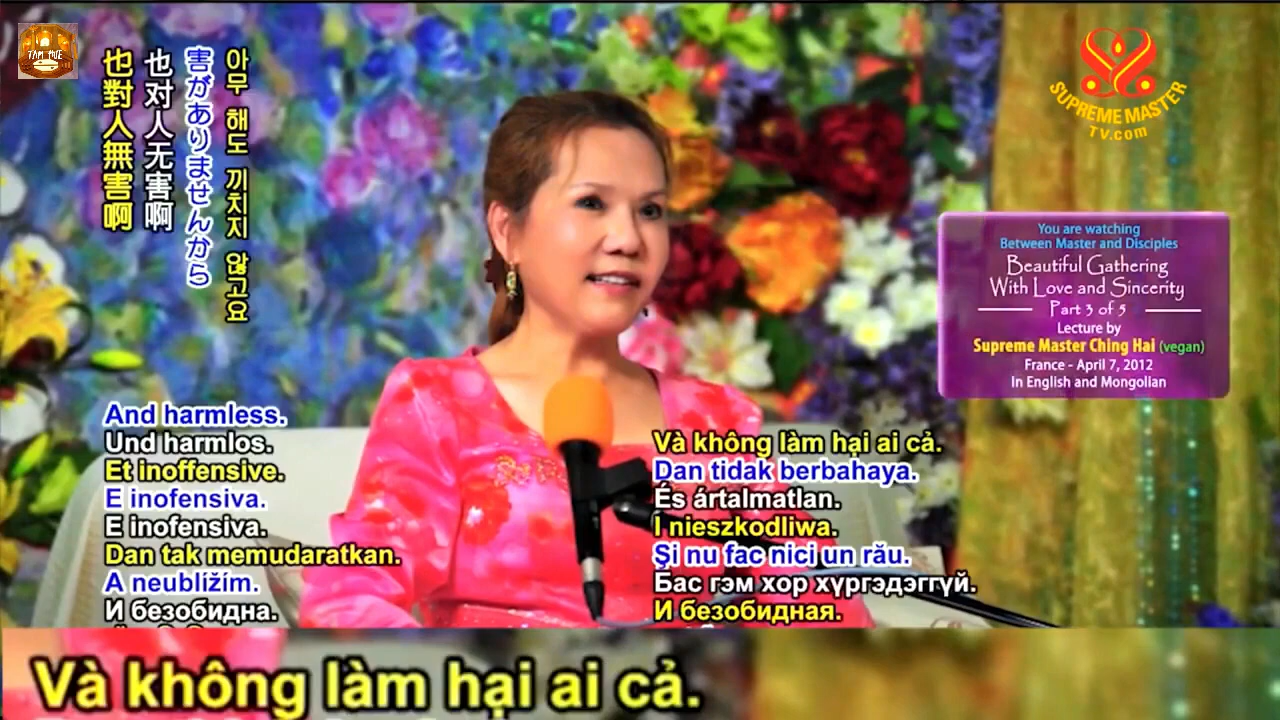 TAM TUE
아무 해도 끼치지 않고요
害がありませんから
也对人无害啊
也對人無害啊
SUPREME MASTER
TV.com
You are watching
Between Master and Disciples
Beautiful Gathering
With Love and Sincerity
Part 3 of 5
Lecture by
Supreme Master Ching Hai (vegan)
France - April 7, 2012
In English and Mongolian
And harmless.
Und harmlos.
Et inoffensive.
E inofensiva.
E inofensiva.
Dan tak memudaratkan.
A neublížím.
И безобидна.
Và không làm hại ai cả.
Dan tidak berbahaya.
És ártalmatlan.
I nieszkodliwa.
Şi nu fac nici un rău.
Бас гэм хор хүргэдэггүй.
И безобидная.
Và không làm hại ai cả.